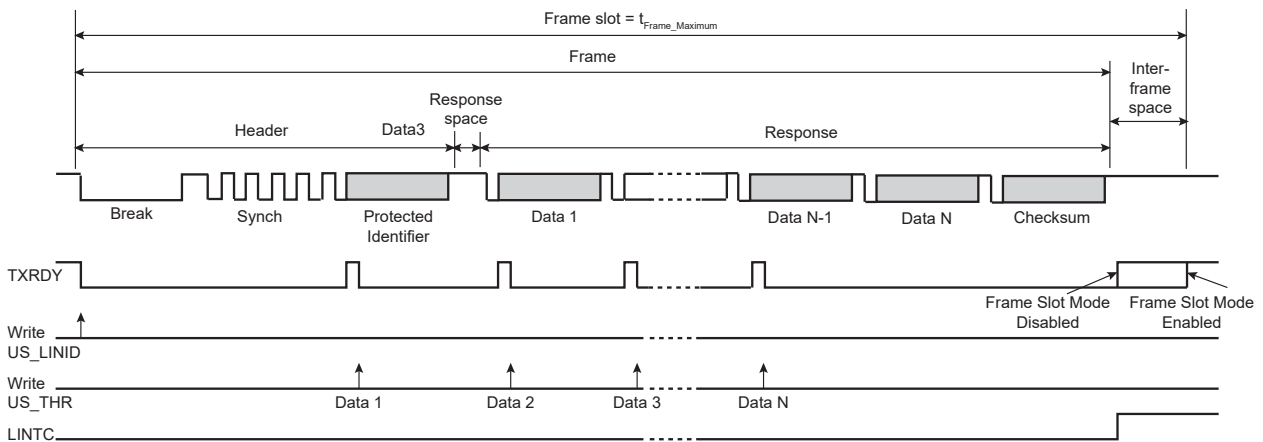 Frame slot = tFrame_Maximum
Frame
Inter-
frame
space
Response
space
Header
Data3
Response
Break
Synch
Protected
Identifier
Data 1
Data N-1
Data N
Checksum
TXRDY
Frame Slot Mode
Disabled
Frame Slot Mode
Enabled
Write
US_LINID
Write
US_THR
Data 1
Data 2
Data 3
Data N
LINTC